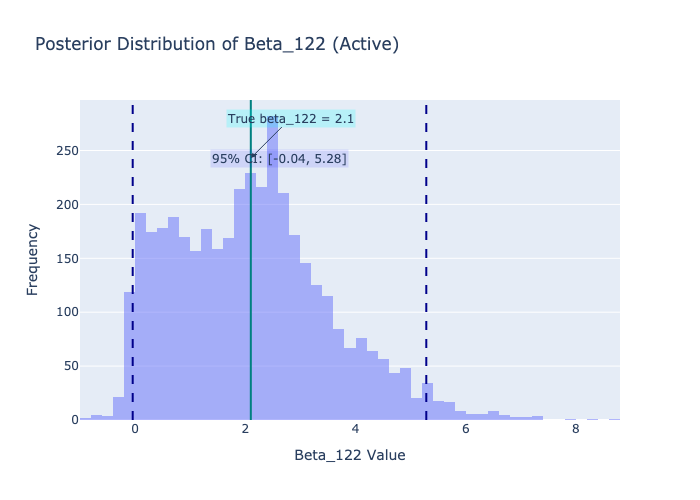 Posterior Distribution of Beta_122 (Active)
True beta_122 = 2.1
95% CI: [-0.04, 5.28]
250
200
150
100
50
0
Frequency
0 2 4 6 8
Beta_122 Value